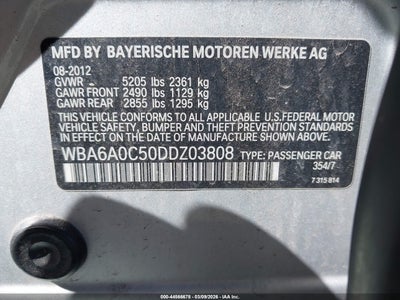 MFD BY BAYERISCHE MOTOREN WERKE AG
08-2012
GVWR 5205 lbs 2361 kg
GAWR FRONT 2490 lbs 1129 kg
GAWR REAR 2855 lbs 1295 kg
THIS VEHICLE CONFORMS TO ALL APPLICABLE
U.S.FEDERAL MOTOR
VEHICLE SAFETY, BUMPER AND THEFT PREVENTION
STANDARDS IN EFFECT ON THE DATE OF
MANUFACTURE SHOWN ABOVE.
WBA6A0C50DDZ03808
TYPE: PASSENGER CAR
354/7
7 315 814
000-44566675 - 03/09/2026 - IAA Inc.